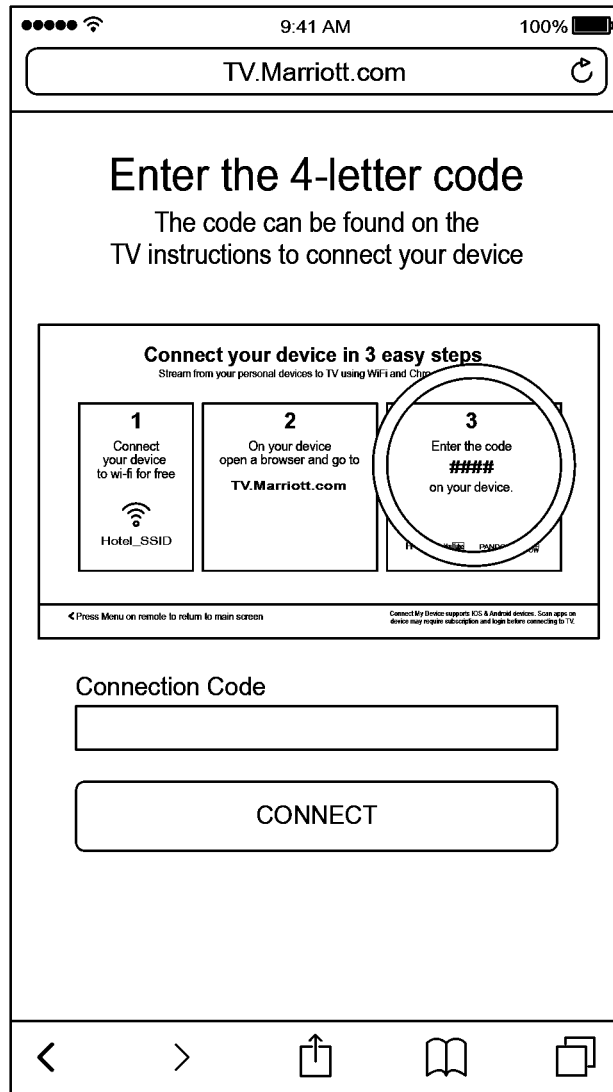 9:41 AM
100%
TV.Marriott.com
Enter the 4-letter code
The code can be found on the
TV instructions to connect your device
Connect your device in 3 easy steps
Stream from your personal devices to TV using WiFi and
1
Connect
your device
to wi-fi for free
Hotel_SSID
2
On your device
open a browser and go to
TV.Marriott.com
3
Enter the code
####
on your device.
< Press Menu on remote to return to main screen
Connect My Device supports IOS & Android devices. Scan apps on
device may require subscription and login before connecting to TV.
Connection Code
CONNECT